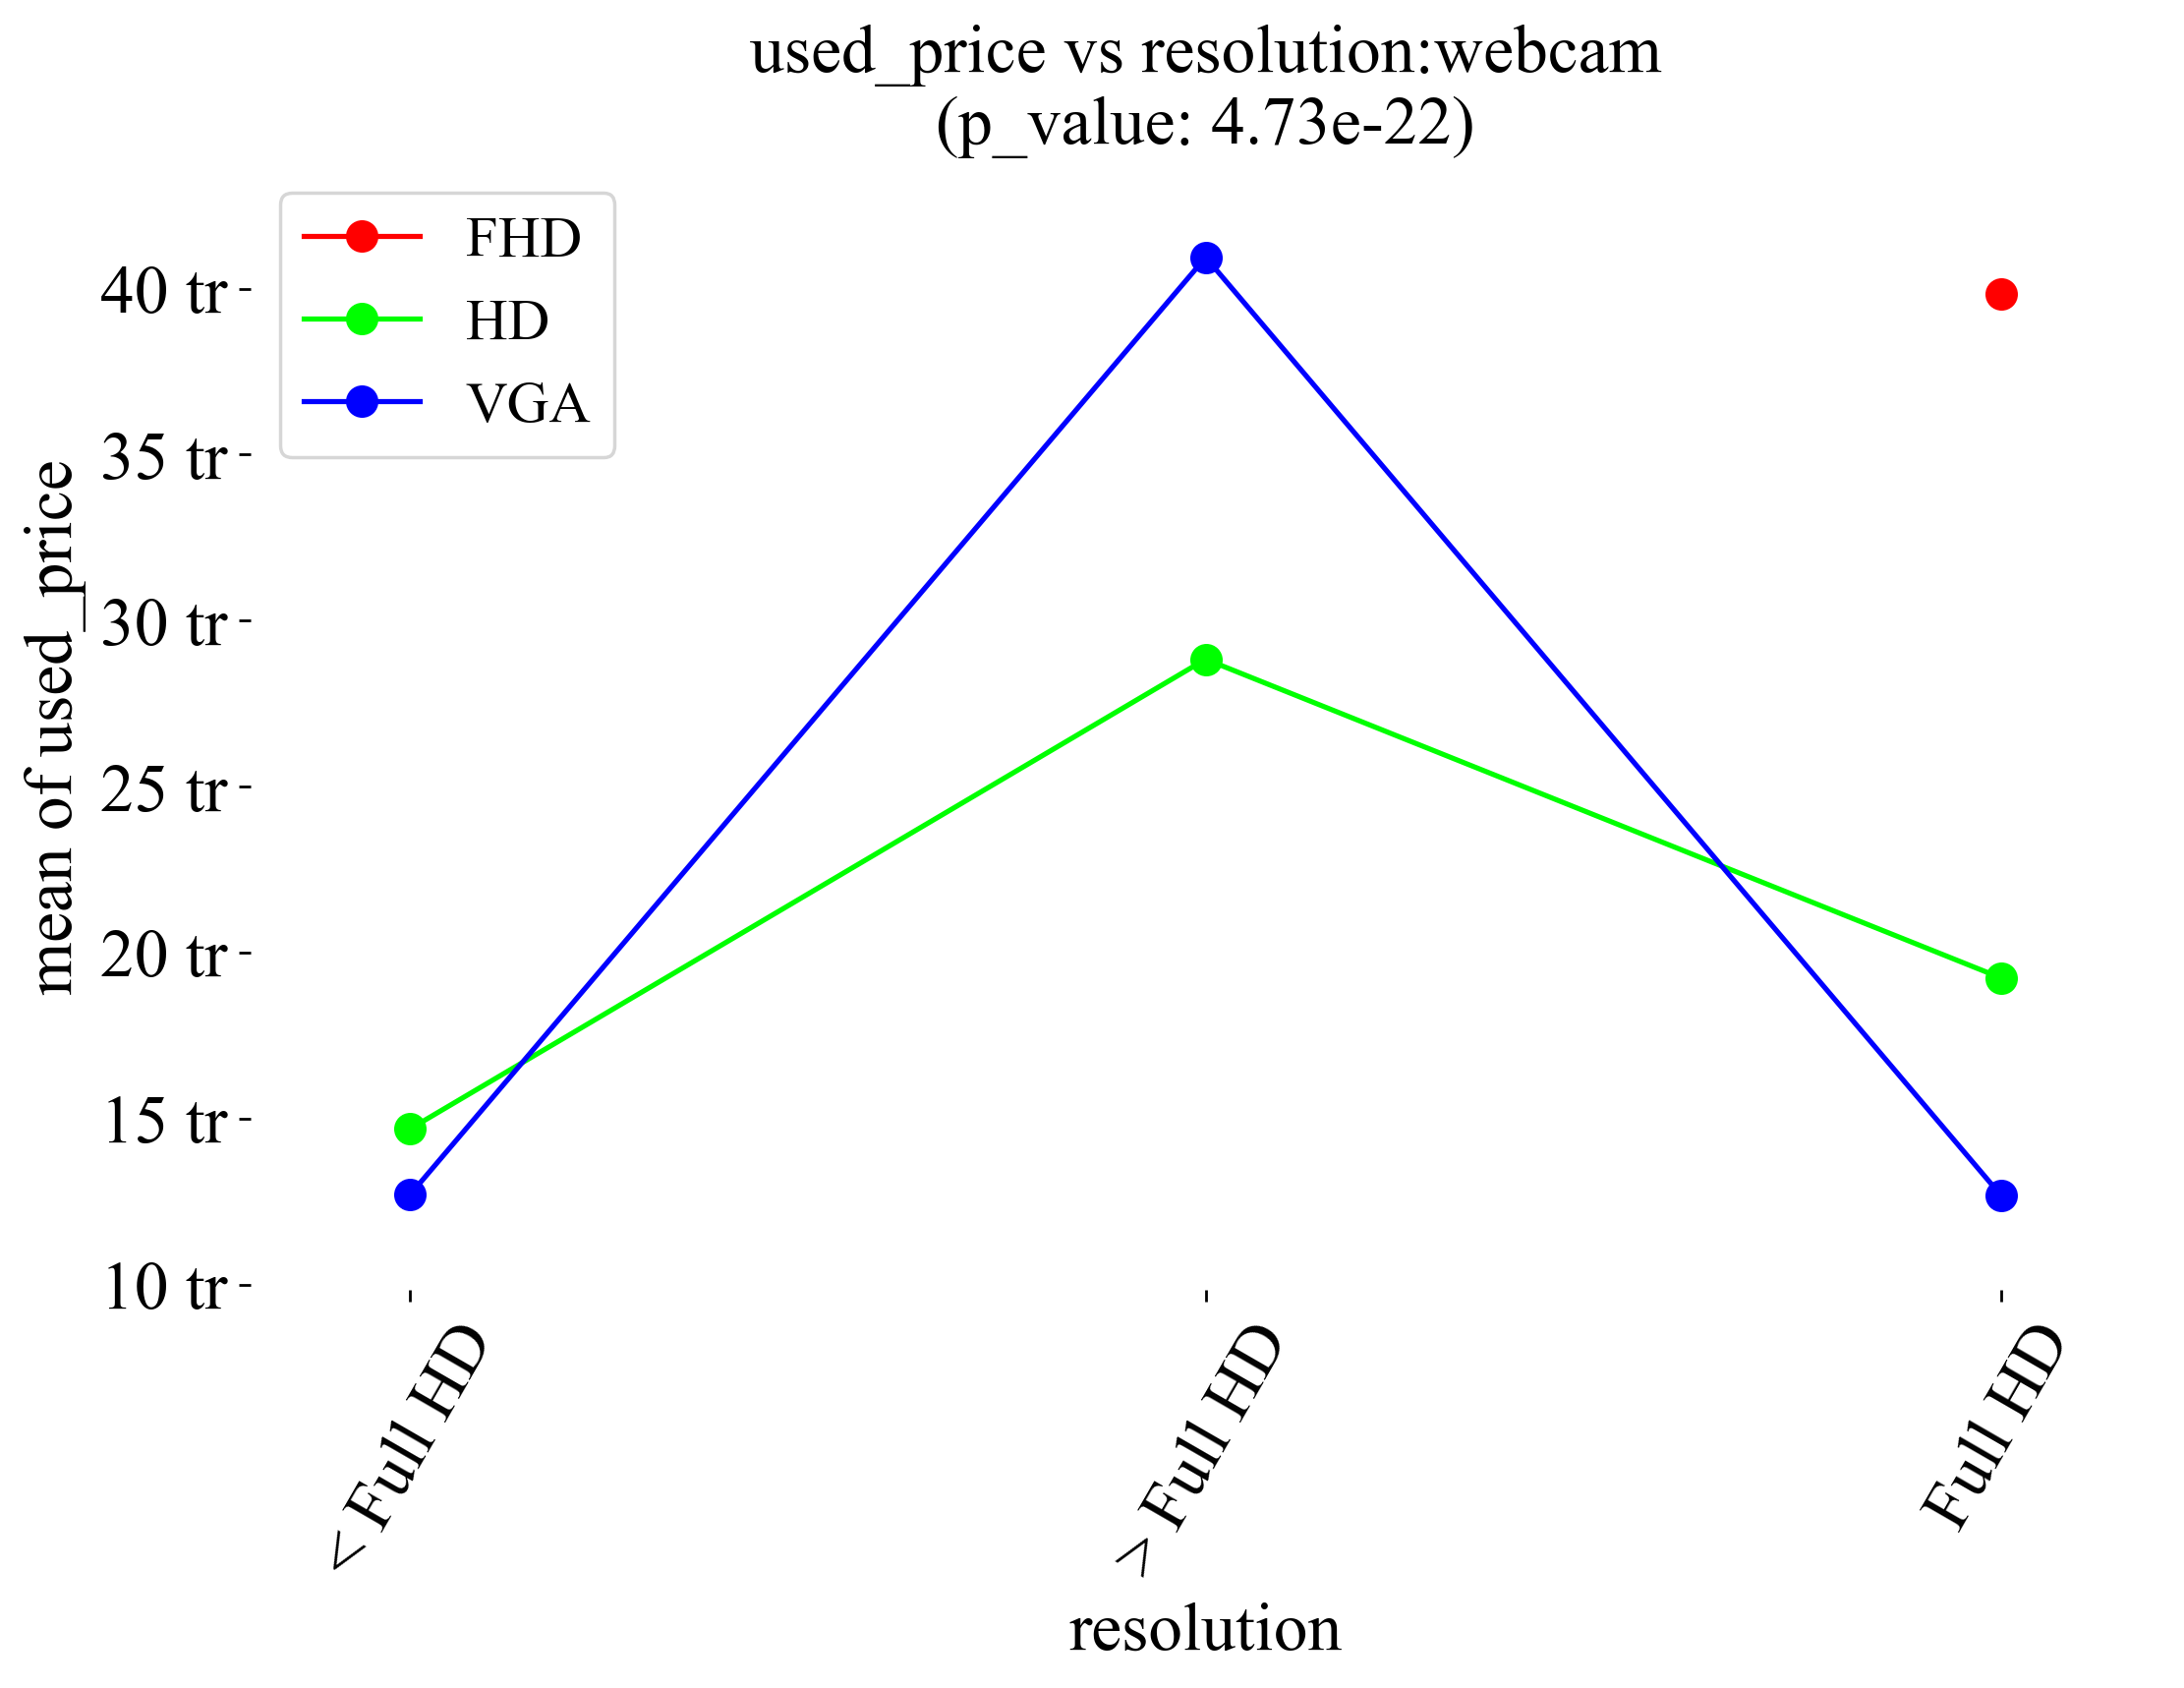 used_price vs resolution:webcam
(p_value: 4.73e-22)
FHD
HD
VGA
mean of used_price
40 tr
35 tr
30 tr
25 tr
20 tr
15 tr
10 tr
< Full HD
> Full HD
Full HD
resolution